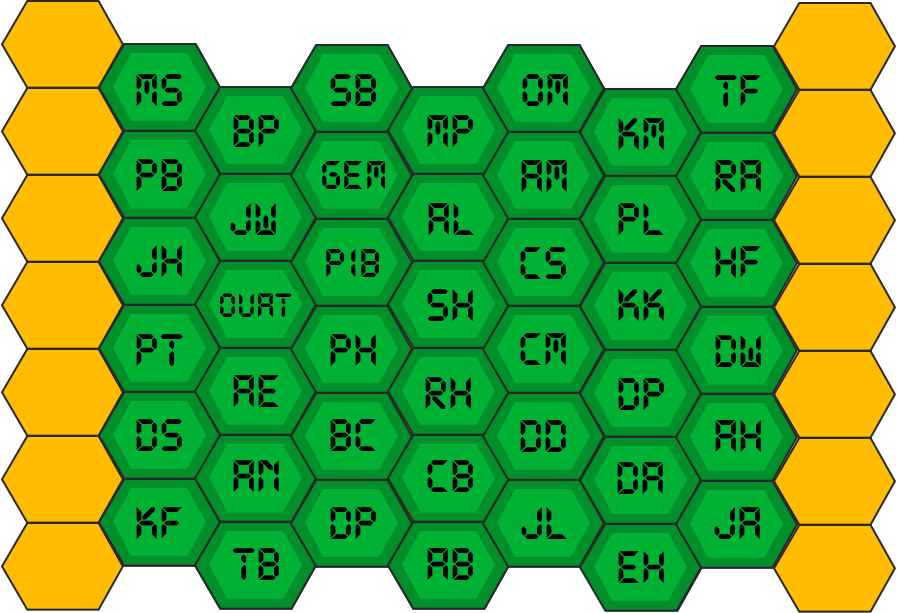 MS SB OM TF
BP MP KM
PB GEM AM RA
JW AL PL
JH PIB CS HF
OUAT SH KK
PT PH CM DW
AE RH DP
DS BC DD AH
AN CB DA
KF DP JL JA
TB AB EH